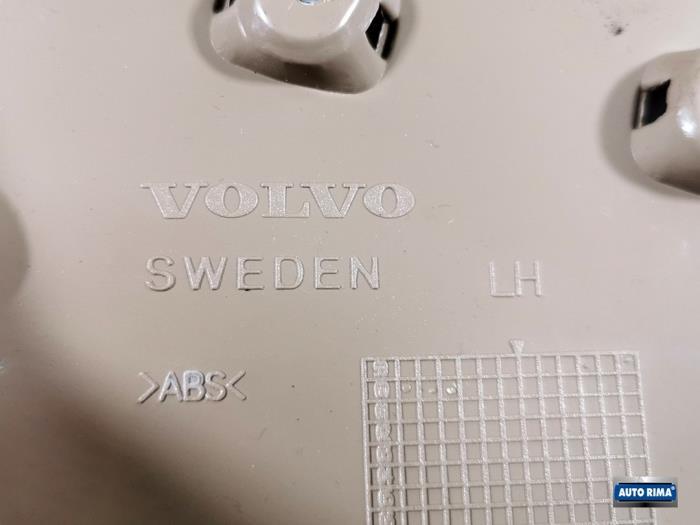 VOLVO
SWEDEN LH
>ABS<
AUTO RIMA®